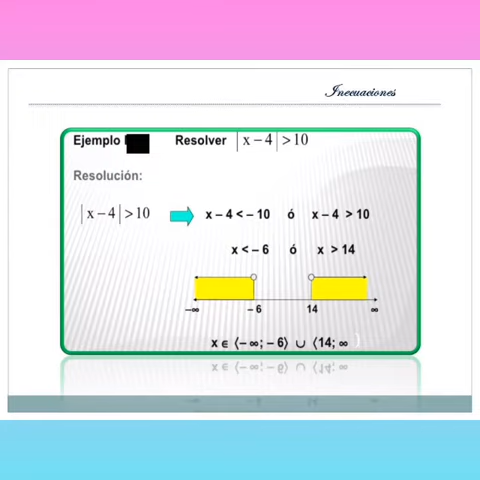 Inecuaciones
Ejemplo Resolver |x − 4| > 10
Resolución:
|x − 4| > 10 x − 4 < − 10 ó x − 4 > 10
x < − 6 ó x > 14
−∞ − 6 14 ∞
x ∈ ⟨− ∞; − 6⟩ ∪ ⟨14; ∞ ⟩